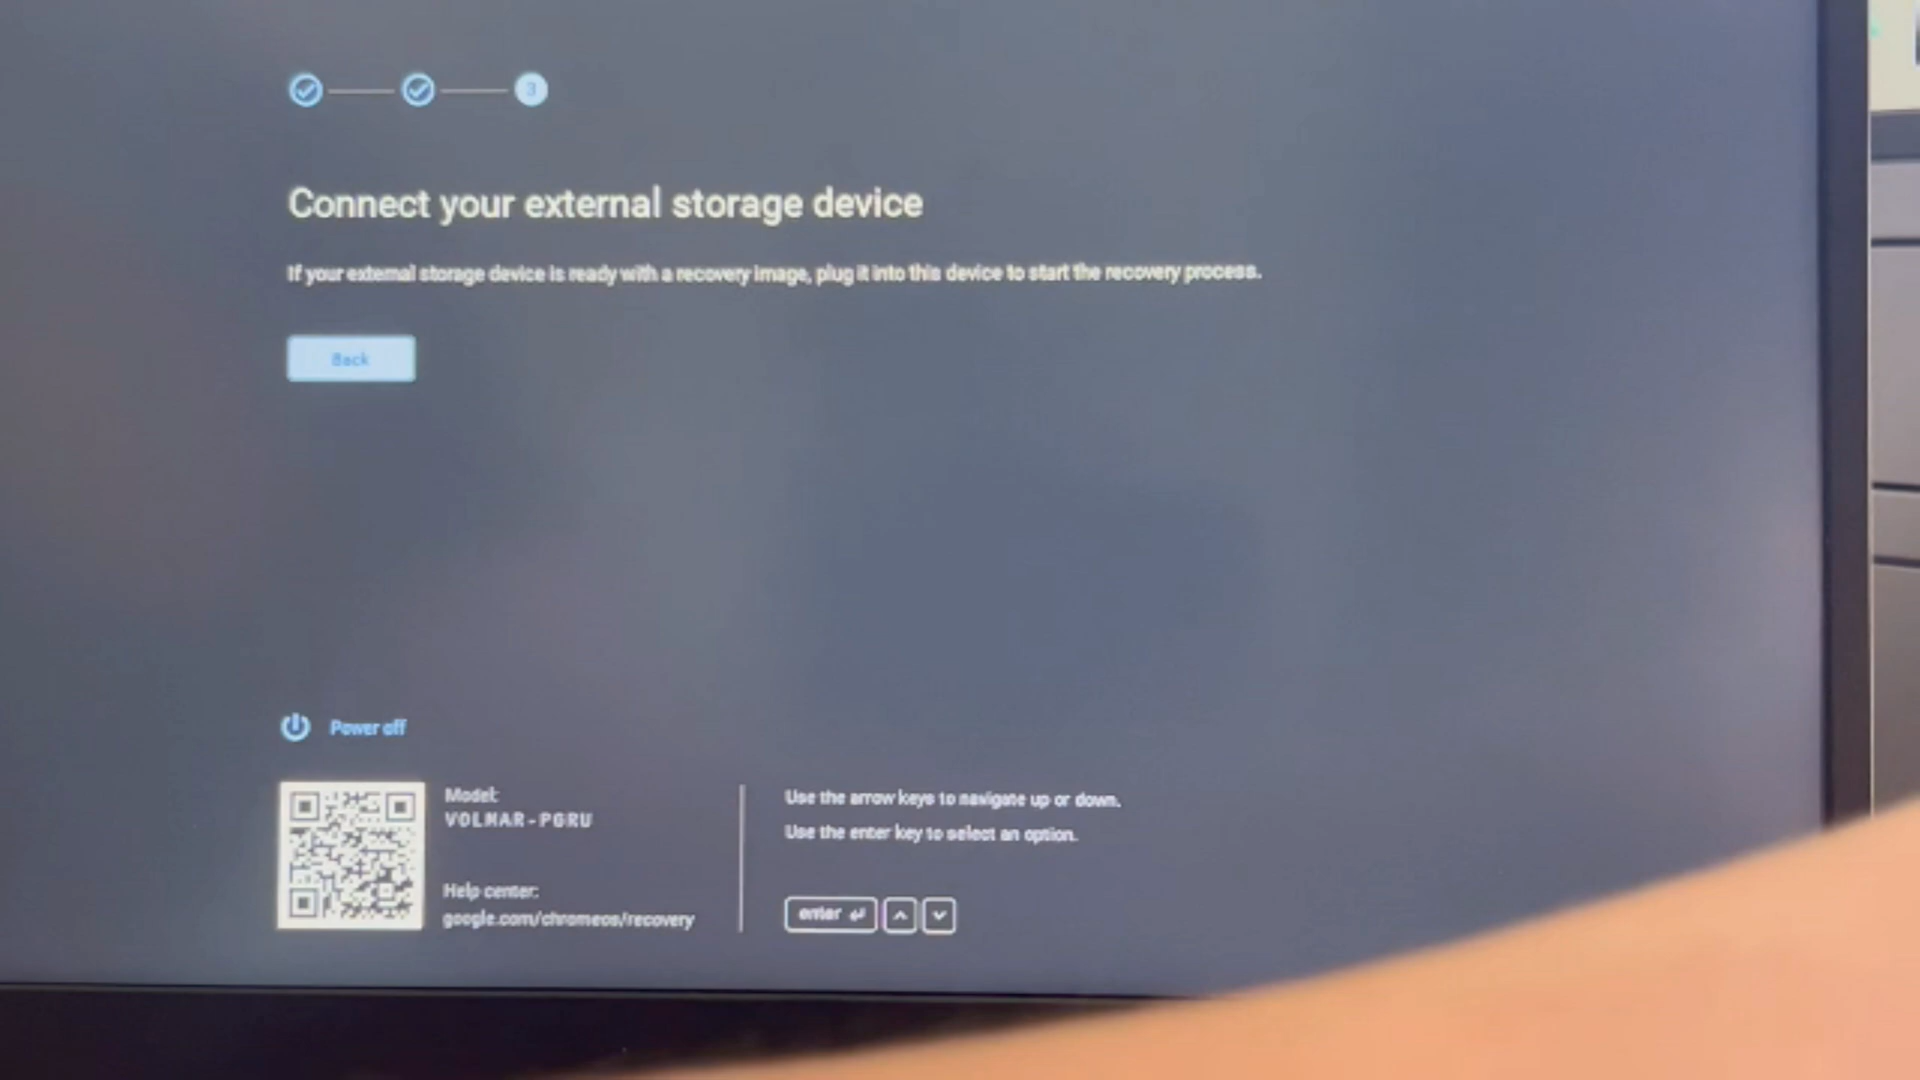 3
Connect your external storage device
If your external storage device is ready with a recovery image, plug it into this device to start the recovery process.
Back
Power off
Model:
VOLMAR-PGRU
Help center:
google.com/chromeos/recovery
Use the arrow keys to navigate up or down.
Use the enter key to select an option.
enter